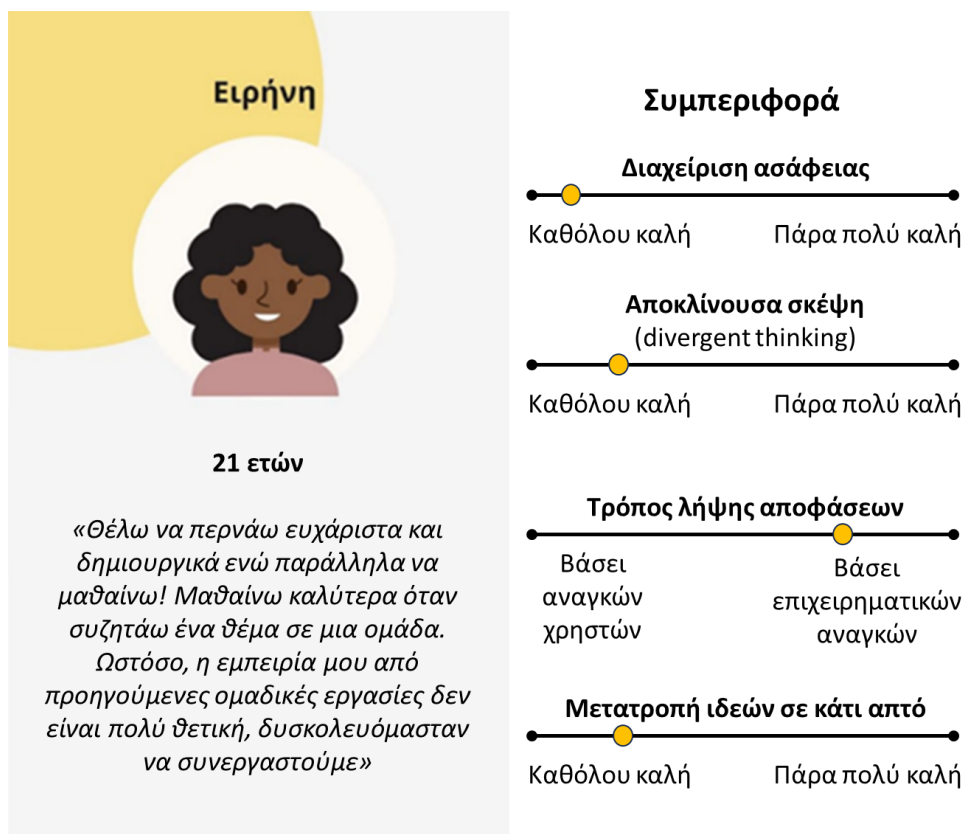 Ειρήνη
21 ετών
«Θέλω να περνάω ευχάριστα και
δημιουργικά ενώ παράλληλα να
μαθαίνω! Μαθαίνω καλύτερα όταν
συζητάω ένα θέμα σε μια ομάδα.
Ωστόσο, η εμπειρία μου από
προηγούμενες ομαδικές εργασίες δεν
είναι πολύ θετική, δυσκολευόμασταν
να συνεργαστούμε»
Συμπεριφορά
Διαχείριση ασάφειας
Καθόλου καλή Πάρα πολύ καλή
Αποκλίνουσα σκέψη
(divergent thinking)
Καθόλου καλή Πάρα πολύ καλή
Τρόπος λήψης αποφάσεων
Βάσει
αναγκών
χρηστών
Βάσει
επιχειρηματικών
αναγκών
Μετατροπή ιδεών σε κάτι απτό
Καθόλου καλή Πάρα πολύ καλή